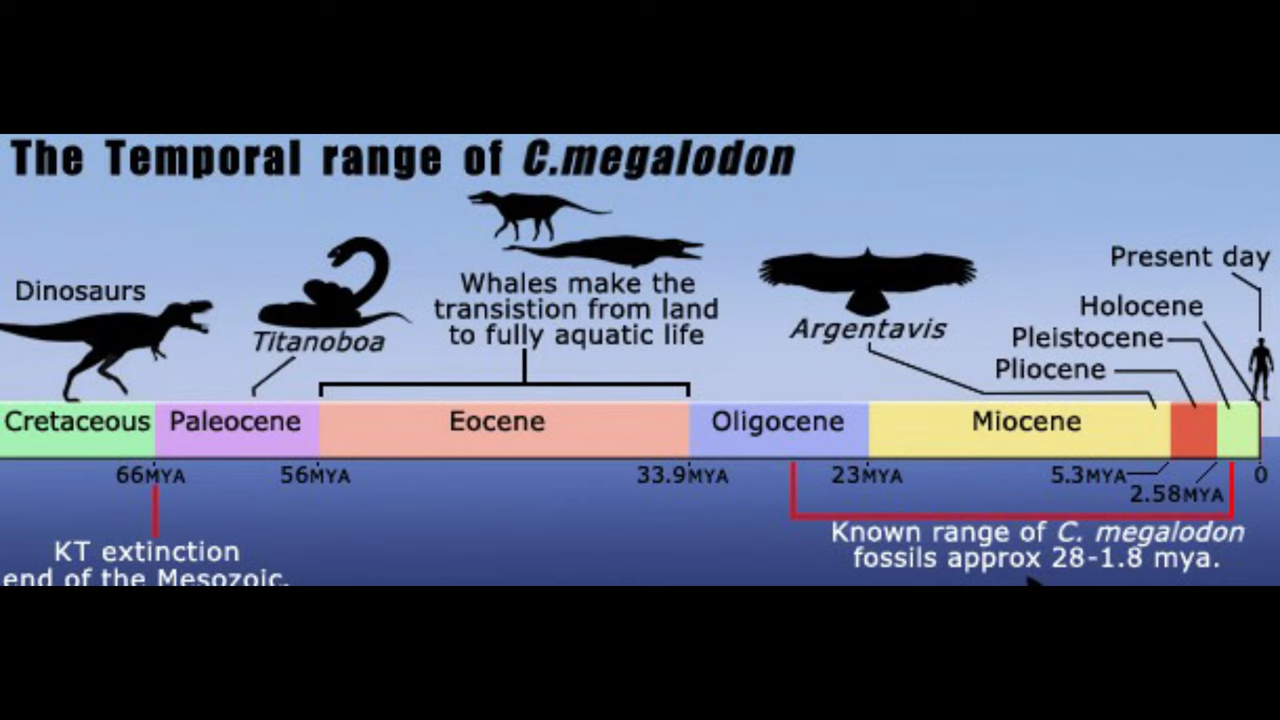 The Temporal range of C.megalodon
Dinosaurs
Titanoboa
Whales make the
transistion from land
to fully aquatic life
Argentavis
Present day
Holocene
Pleistocene
Pliocene
Cretaceous
Paleocene
Eocene
Oligocene
Miocene
66MYA
56MYA
33.9MYA
23MYA
5.3MYA
2.58MYA
0
KT extinction
end of the Mesozoic.
Known range of C. megalodon
fossils approx 28-1.8 mya.